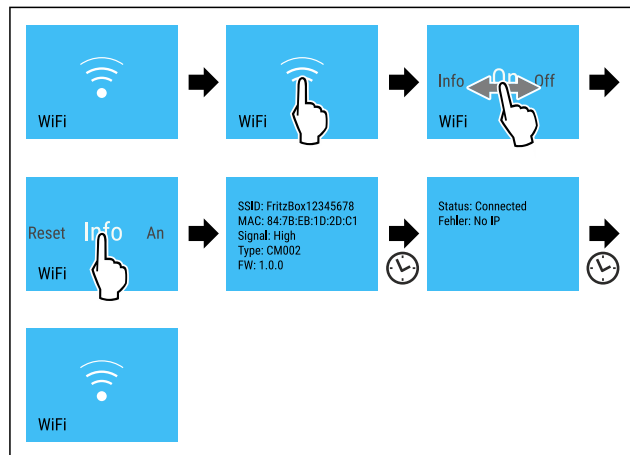 WiFi
WiFi
Info On Off
WiFi
Reset Info An
WiFi
SSID: FritzBox12345678
MAC: 84:7B:EB:1D:2D:C1
Signal: High
Type: CM002
FW: 1.0.0
Status: Connected
Fehler: No IP
WiFi